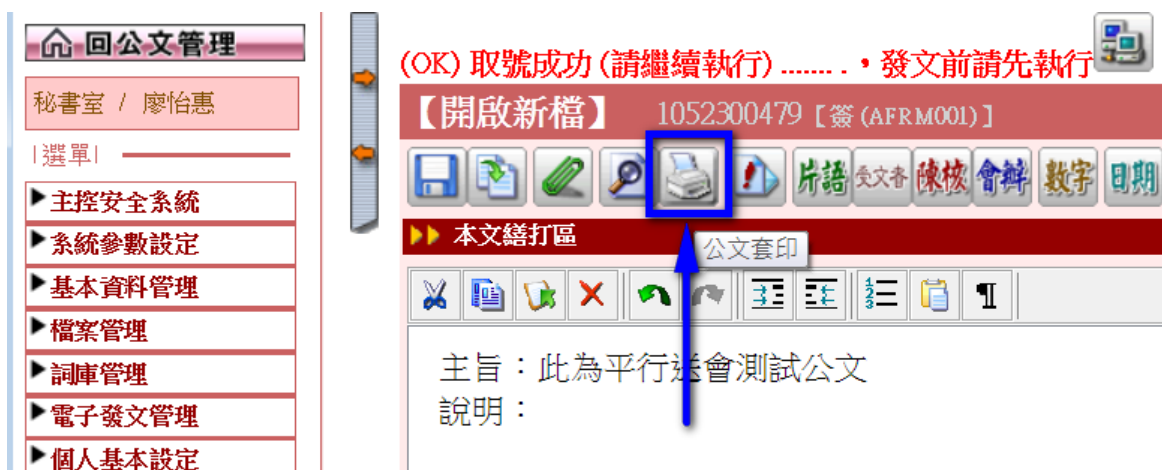 回公文管理
秘書室 / 廖怡惠
|選單|
主控安全系統
系統參數設定
基本資料管理
檔案管理
詞庫管理
電子發文管理
個人基本設定
(OK) 取號成功 (請繼續執行) ........ ，發文前請先執行
【開啟新檔】 1052300479 [ 簽 (AFRM001) ]
片語 受文者 陳核 會辦 數字 日期
本文繕打區
公文套印
主旨：此為平行送會測試公文
說明：